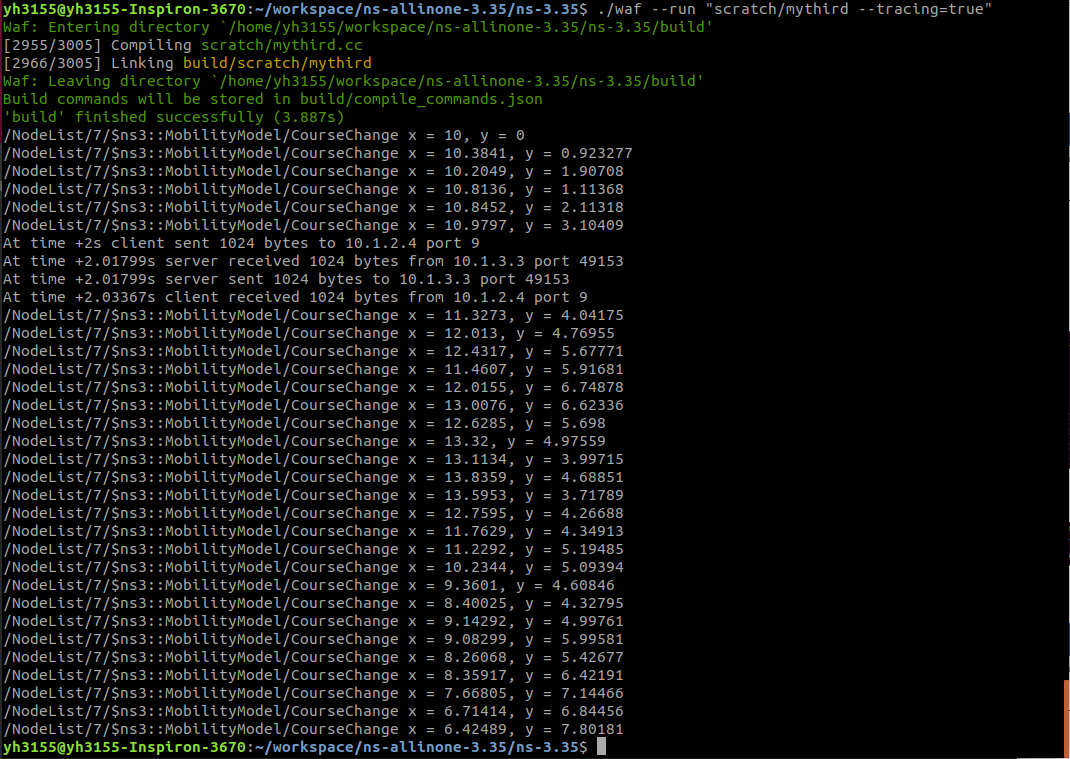 yh3155@yh3155-Inspiron-3670:~/workspace/ns-allinone-3.35/ns-3.35$ ./waf --run "scratch/mythird --tracing=true"
Waf: Entering directory `/home/yh3155/workspace/ns-allinone-3.35/ns-3.35/build'
[2955/3005] Compiling scratch/mythird.cc
[2966/3005] Linking build/scratch/mythird
Waf: Leaving directory `/home/yh3155/workspace/ns-allinone-3.35/ns-3.35/build'
Build commands will be stored in build/compile_commands.json
'build' finished successfully (3.887s)
/NodeList/7/$ns3::MobilityModel/CourseChange x = 10, y = 0
/NodeList/7/$ns3::MobilityModel/CourseChange x = 10.3841, y = 0.923277
/NodeList/7/$ns3::MobilityModel/CourseChange x = 10.2049, y = 1.90708
/NodeList/7/$ns3::MobilityModel/CourseChange x = 10.8136, y = 1.11368
/NodeList/7/$ns3::MobilityModel/CourseChange x = 10.8452, y = 2.11318
/NodeList/7/$ns3::MobilityModel/CourseChange x = 10.9797, y = 3.10409
At time +2s client sent 1024 bytes to 10.1.2.4 port 9
At time +2.01799s server received 1024 bytes from 10.1.3.3 port 49153
At time +2.01799s server sent 1024 bytes to 10.1.3.3 port 49153
At time +2.03367s client received 1024 bytes from 10.1.2.4 port 9
/NodeList/7/$ns3::MobilityModel/CourseChange x = 11.3273, y = 4.04175
/NodeList/7/$ns3::MobilityModel/CourseChange x = 12.013, y = 4.76955
/NodeList/7/$ns3::MobilityModel/CourseChange x = 12.4317, y = 5.67771
/NodeList/7/$ns3::MobilityModel/CourseChange x = 11.4607, y = 5.91681
/NodeList/7/$ns3::MobilityModel/CourseChange x = 12.0155, y = 6.74878
/NodeList/7/$ns3::MobilityModel/CourseChange x = 13.0076, y = 6.62336
/NodeList/7/$ns3::MobilityModel/CourseChange x = 12.6285, y = 5.698
/NodeList/7/$ns3::MobilityModel/CourseChange x = 13.32, y = 4.97559
/NodeList/7/$ns3::MobilityModel/CourseChange x = 13.1134, y = 3.99715
/NodeList/7/$ns3::MobilityModel/CourseChange x = 13.8359, y = 4.68851
/NodeList/7/$ns3::MobilityModel/CourseChange x = 13.5953, y = 3.71789
/NodeList/7/$ns3::MobilityModel/CourseChange x = 12.7595, y = 4.26688
/NodeList/7/$ns3::MobilityModel/CourseChange x = 11.7629, y = 4.34913
/NodeList/7/$ns3::MobilityModel/CourseChange x = 11.2292, y = 5.19485
/NodeList/7/$ns3::MobilityModel/CourseChange x = 10.2344, y = 5.09394
/NodeList/7/$ns3::MobilityModel/CourseChange x = 9.3601, y = 4.60846
/NodeList/7/$ns3::MobilityModel/CourseChange x = 8.40025, y = 4.32795
/NodeList/7/$ns3::MobilityModel/CourseChange x = 9.14292, y = 4.99761
/NodeList/7/$ns3::MobilityModel/CourseChange x = 9.08299, y = 5.99581
/NodeList/7/$ns3::MobilityModel/CourseChange x = 8.26068, y = 5.42677
/NodeList/7/$ns3::MobilityModel/CourseChange x = 8.35917, y = 6.42191
/NodeList/7/$ns3::MobilityModel/CourseChange x = 7.66805, y = 7.14466
/NodeList/7/$ns3::MobilityModel/CourseChange x = 6.71414, y = 6.84456
/NodeList/7/$ns3::MobilityModel/CourseChange x = 6.42489, y = 7.80181
yh3155@yh3155-Inspiron-3670:~/workspace/ns-allinone-3.35/ns-3.35$